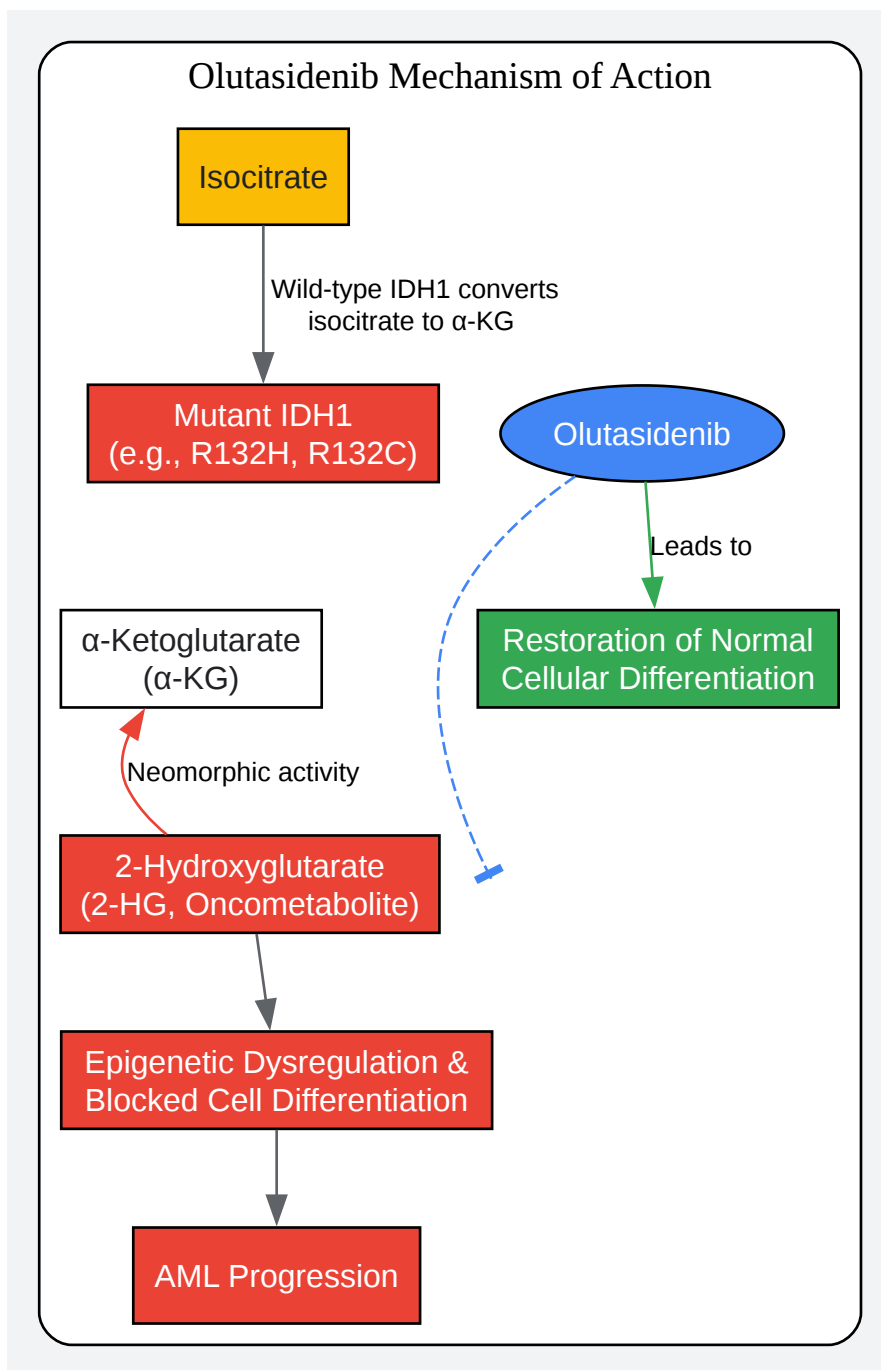 Olutasidenib Mechanism of Action
Isocitrate
Wild-type IDH1 converts
isocitrate to α-KG
Mutant IDH1
(e.g., R132H, R132C)
Olutasidenib
Leads to
α-Ketoglutarate
(α-KG)
Restoration of Normal
Cellular Differentiation
Neomorphic activity
2-Hydroxyglutarate
(2-HG, Oncometabolite)
Epigenetic Dysregulation &
Blocked Cell Differentiation
AML Progression